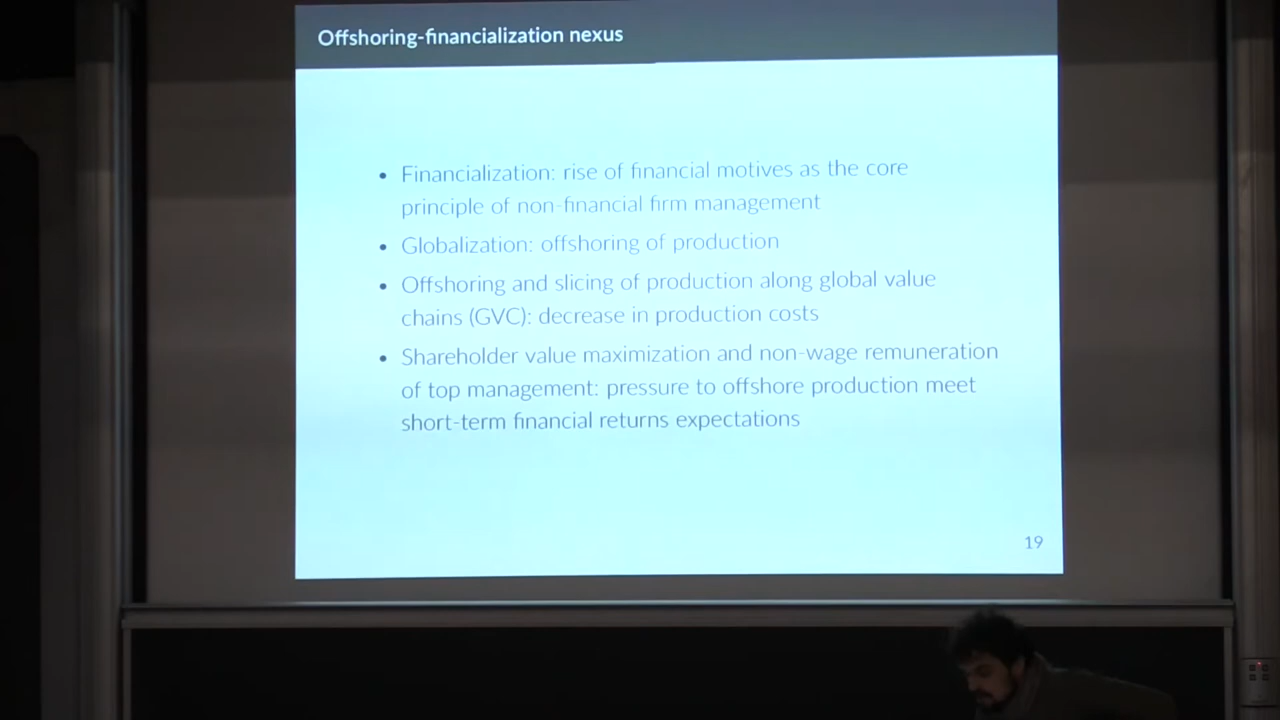 Offshoring-financialization nexus
• Financialization: rise of financial motives as the core
principle of non-financial firm management
• Globalization: offshoring of production
• Offshoring and slicing of production along global value
chains (GVC): decrease in production costs
• Shareholder value maximization and non-wage remuneration
of top management: pressure to offshore production meet
short-term financial returns expectations
19